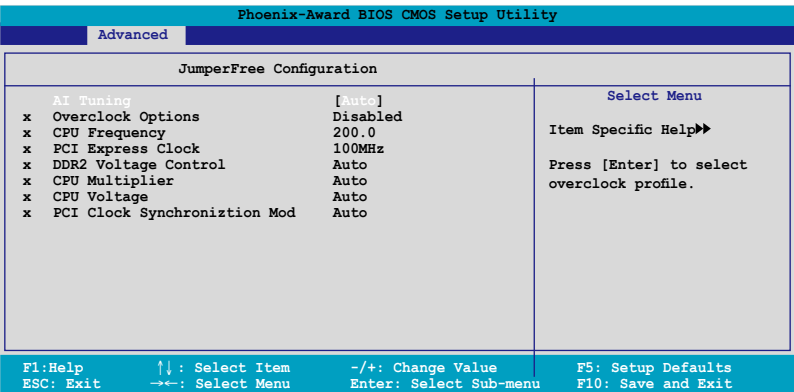 Phoenix-Award BIOS CMOS Setup Utility
Advanced
JumperFree Configuration
Select Menu
AI Tuning [Auto]
x Overclock Options Disabled
x CPU Frequency 200.0
x PCI Express Clock 100MHz
x DDR2 Voltage Control Auto
x CPU Multiplier Auto
x CPU Voltage Auto
x PCI Clock Synchroniztion Mod Auto
Item Specific Help▶▶
Press [Enter] to select
overclock profile.
F1:Help ↑↓ : Select Item -/+: Change Value F5: Setup Defaults
ESC: Exit →←: Select Menu Enter: Select Sub-menu F10: Save and Exit